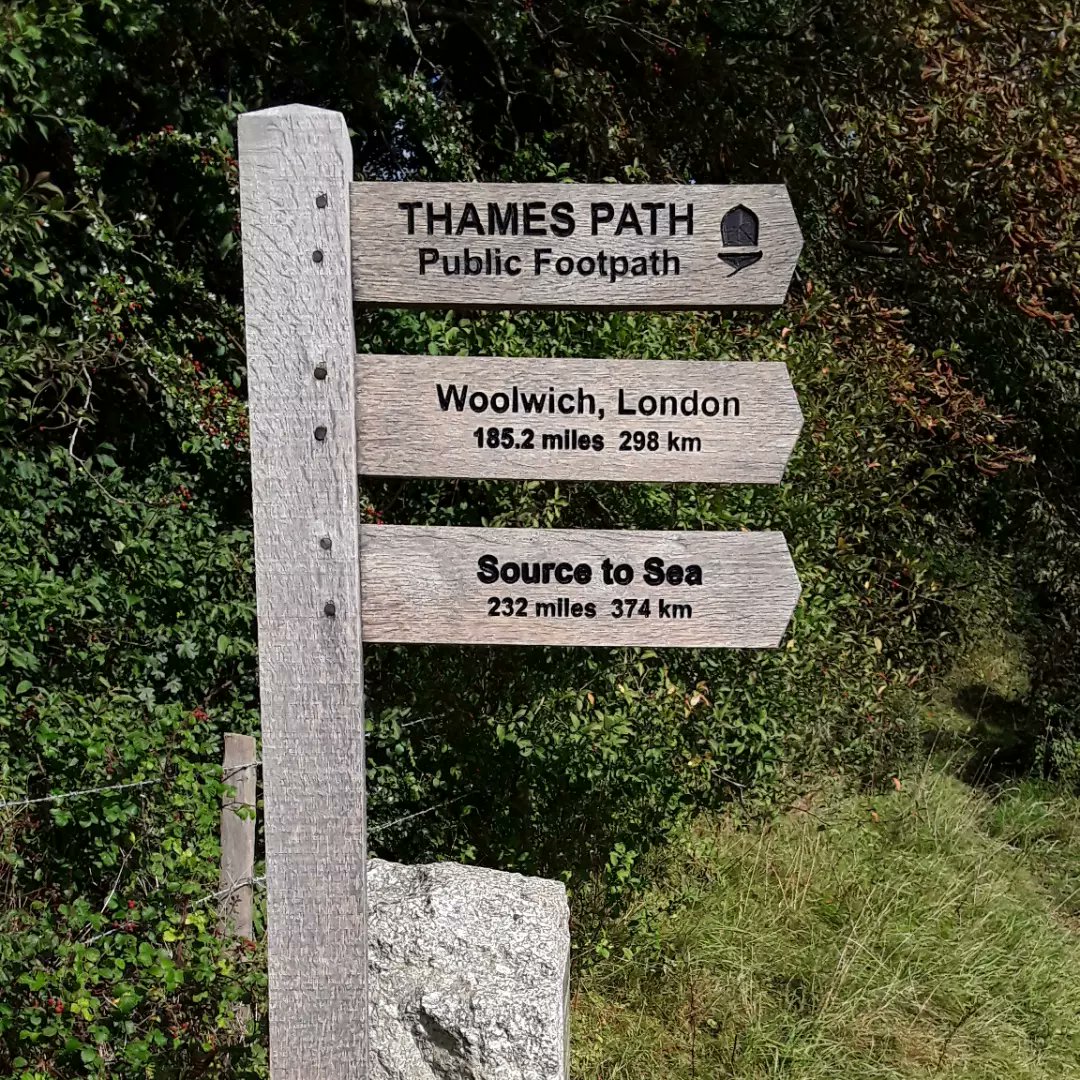 THAMES PATH
Public Footpath
Woolwich, London
185.2 miles 298 km
Source to Sea
232 miles 374 km